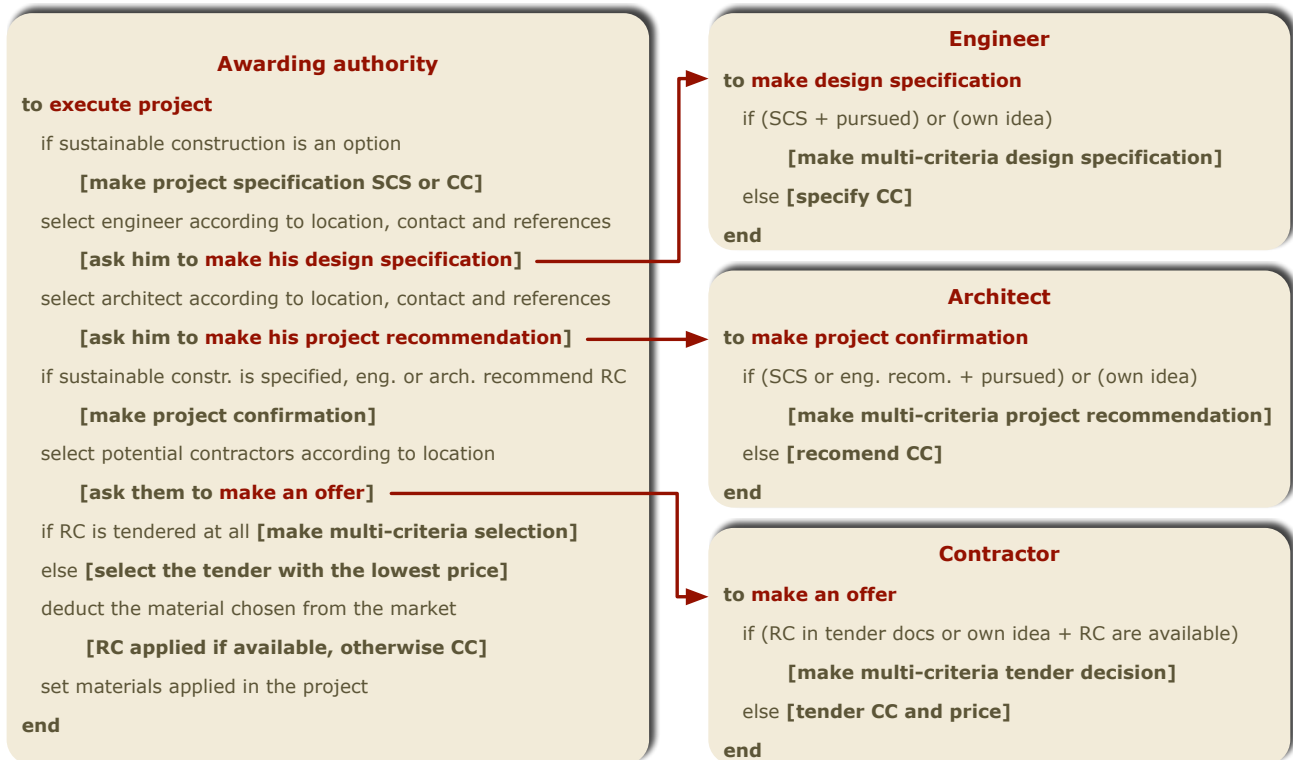 Awarding authority
to execute project
if sustainable construction is an option
[make project specification SCS or CC]
select engineer according to location, contact and references
[ask him to make his design specification]
select architect according to location, contact and references
[ask him to make his project recommendation]
if sustainable constr. is specified, eng. or arch. recommend RC
[make project confirmation]
select potential contractors according to location
[ask them to make an offer]
if RC is tendered at all [make multi-criteria selection]
else [select the tender with the lowest price]
deduct the material chosen from the market
[RC applied if available, otherwise CC]
set materials applied in the project
end
Engineer
to make design specification
if (SCS + pursued) or (own idea)
[make multi-criteria design specification]
else [specify CC]
end
Architect
to make project confirmation
if (SCS or eng. recom. + pursued) or (own idea)
[make multi-criteria project recommendation]
else [recomend CC]
end
Contractor
to make an offer
if (RC in tender docs or own idea + RC are available)
[make multi-criteria tender decision]
else [tender CC and price]
end